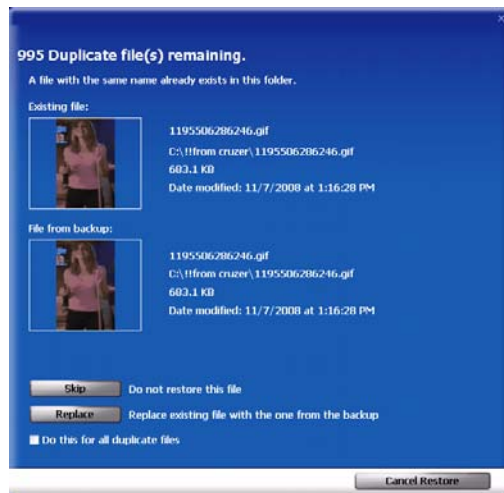 x
995 Duplicate file(s) remaining.
A file with the same name already exists in this folder.
Existing file:
1195506286246.gif
C:\!!from cruzer\1195506286246.gif
603.1 KB
Date modified: 11/7/2008 at 1:16:28 PM
File from backup:
1195506286246.gif
C:\!!from cruzer\1195506286246.gif
603.1 KB
Date modified: 11/7/2008 at 1:16:28 PM
Skip Do not restore this file
Replace Replace existing file with the one from the backup
Do this for all duplicate files
Cancel Restore